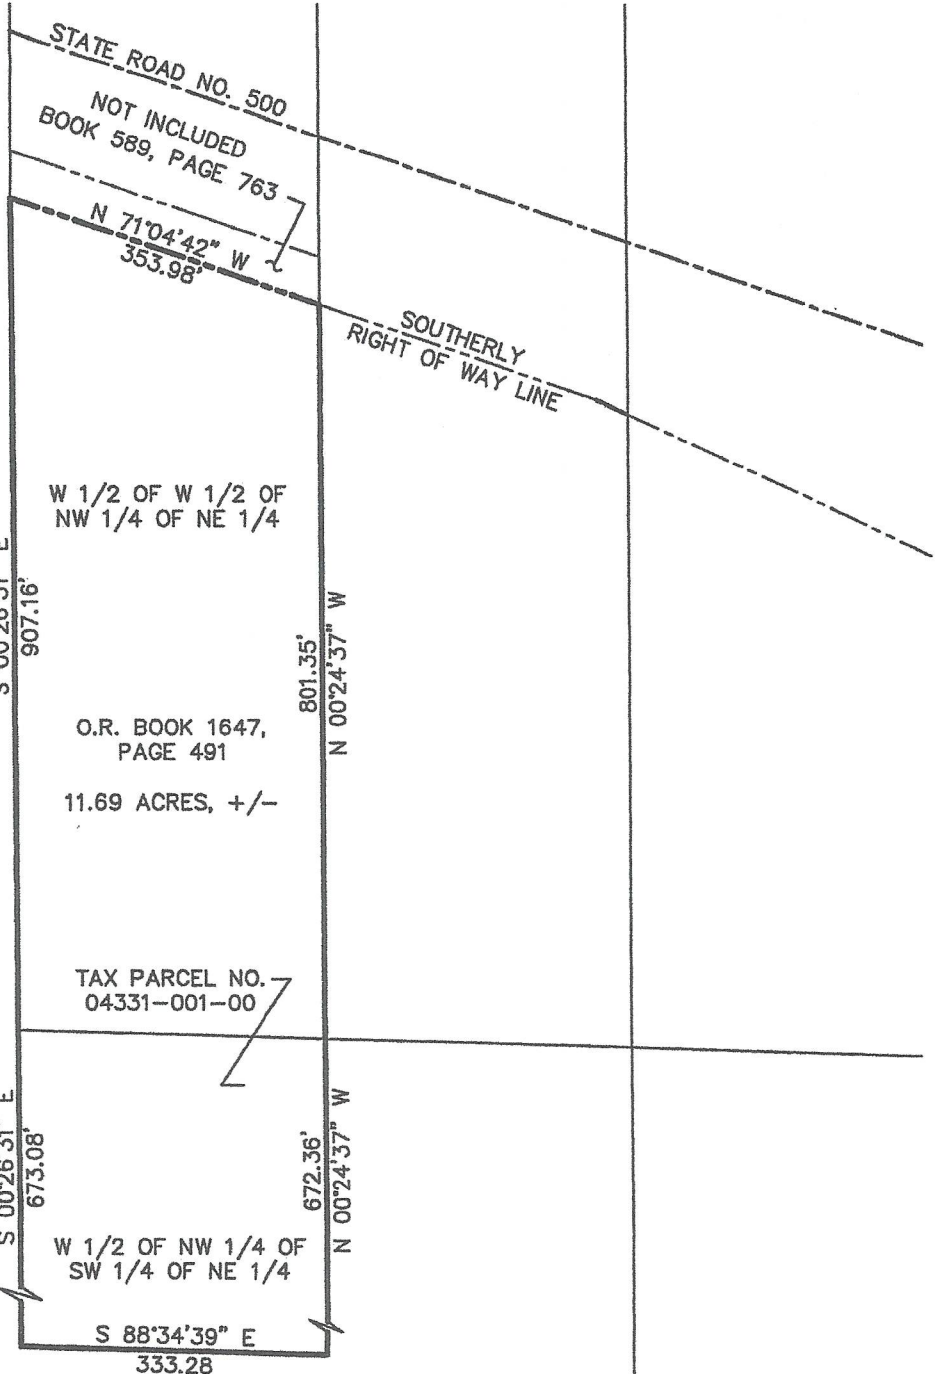 STATE ROAD NO. 500
NOT INCLUDED
BOOK 589, PAGE 763
N 71°04'42" W
353.98'
SOUTHERLY
RIGHT OF WAY LINE
W 1/2 OF W 1/2 OF
NW 1/4 OF NE 1/4
S 00°26'31" E
907.16'
801.35'
N 00°24'37" W
O.R. BOOK 1647,
PAGE 491
11.69 ACRES, +/-
TAX PARCEL NO.
04331-001-00
S 00°26'31" E
673.08'
672.36'
N 00°24'37" W
W 1/2 OF NW 1/4 OF
SW 1/4 OF NE 1/4
S 88°34'39" E
333.28